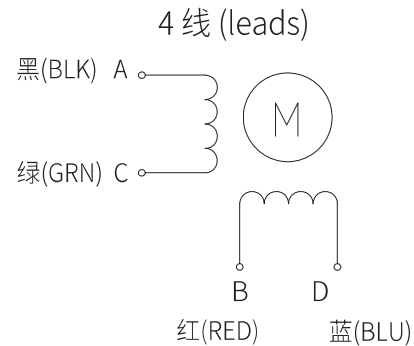 4 线 (leads)
黑(BLK) A
M
绿(GRN) C
B D
红(RED) 蓝(BLU)